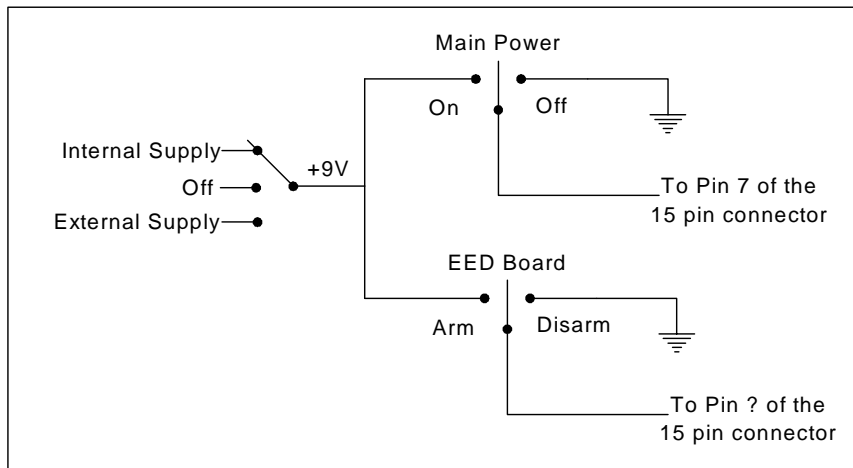 Main Power
On
Off
Internal Supply
+9V
Off
External Supply
To Pin 7 of the
15 pin connector
EED Board
Arm
Disarm
To Pin ? of the
15 pin connector